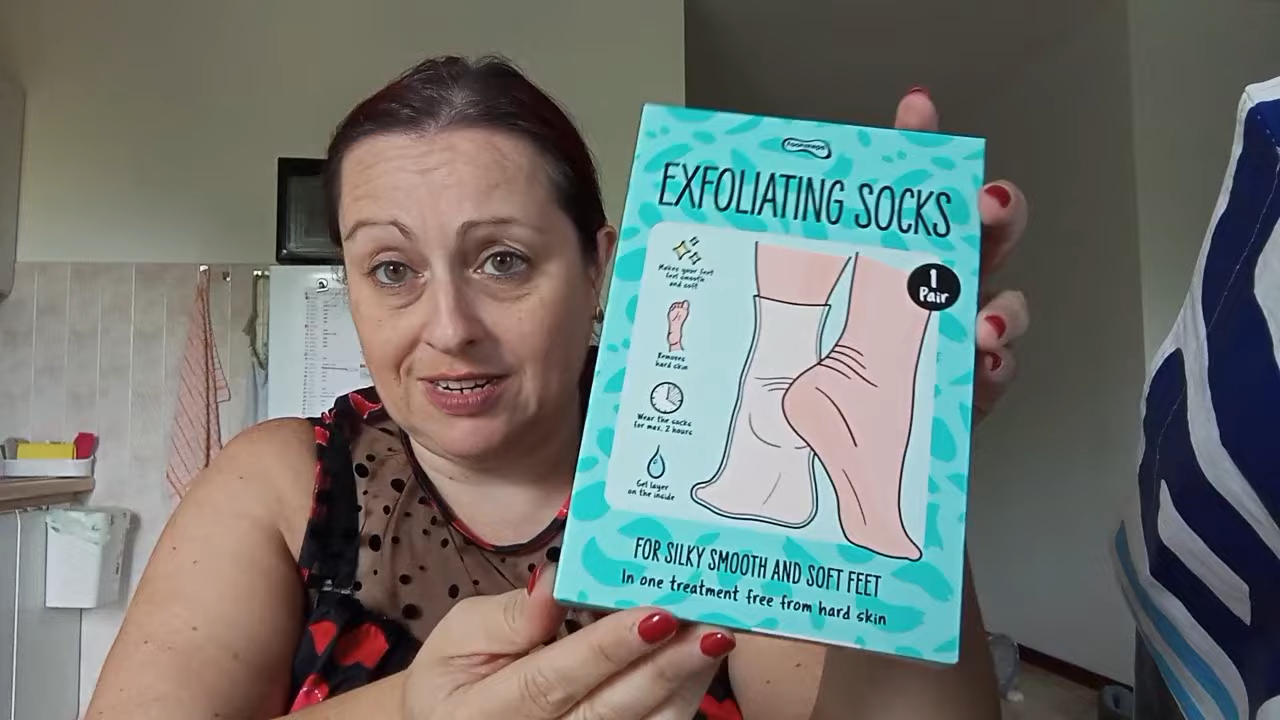 EXFOLIATING SOCKS
Makes your feet
feel smooth
and soft
1
Pair
Removes
hard skin
Wear the socks
for max. 2 hours
Gel layer
on the inside
FOR SILKY SMOOTH AND SOFT FEET
In one treatment free from hard skin